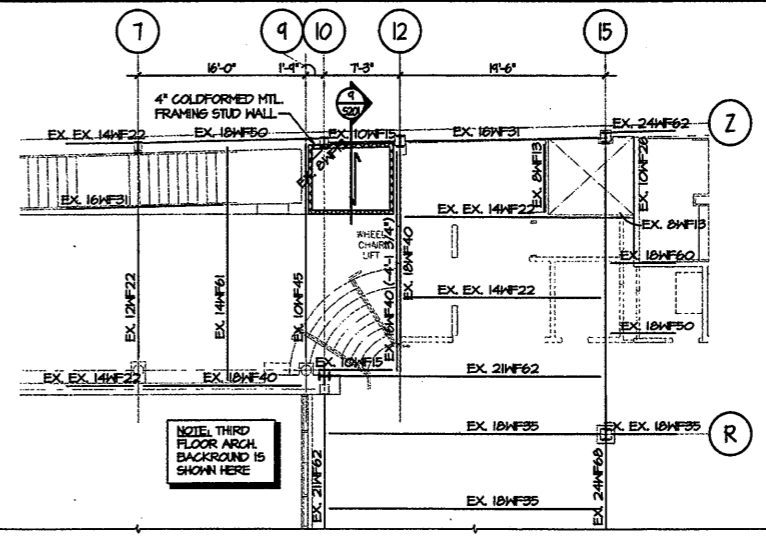 7
9
10
12
15
16'-0"
1'-4"
7'-3"
14'-6"
4" COLDFORMED MTL.
FRAMING STUD WALL
9
S201
Z
EX. EX. 14WF22
EX. 18WF50
EX. 10WF15
EX. 16WF31
EX. 24WF62
EX. 8WF13
EX. 10WF26
EX. 16WF31
EX. EX. 14WF22
EX. 8WF13
WHEEL
CHAIR
LIFT
EX. 18WF40
(-4'-1 3/4")
EX. 18WF60
EX. 12WF22
EX. 14WF61
EX. 10WF45
EX. EX. 14WF22
EX. 18WF50
EX. 10WF15
EX. EX. 14WF22
EX. 18WF40
EX. 21WF62
NOTE: THIRD
FLOOR ARCH.
BACKROUND IS
SHOWN HERE
EX. 18WF35
EX. EX. 18WF35
R
EX. 21WF62
EX. 24WF68
EX. 18WF35